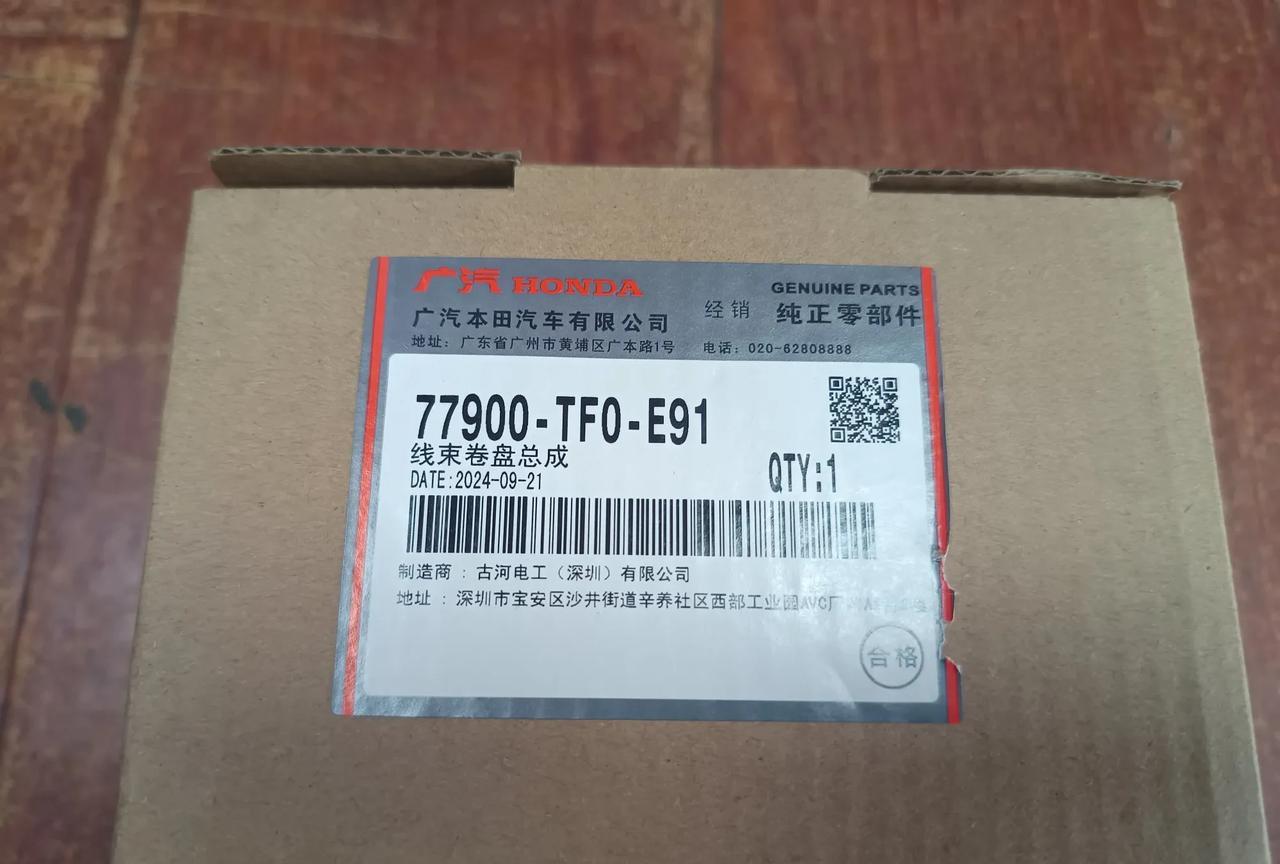 广汽 HONDA
GENUINE PARTS
广汽本田汽车有限公司 经销 纯正零部件
地址：广东省广州市黄埔区广本路1号 电话：020-62808888
77900-TF0-E91
线束卷盘总成
DATE:2024-09-21
QTY:1
制造商 : 古河电工（深圳）有限公司
地址 : 深圳市宝安区沙井街道辛养社区西部工业园AVC厂
合格